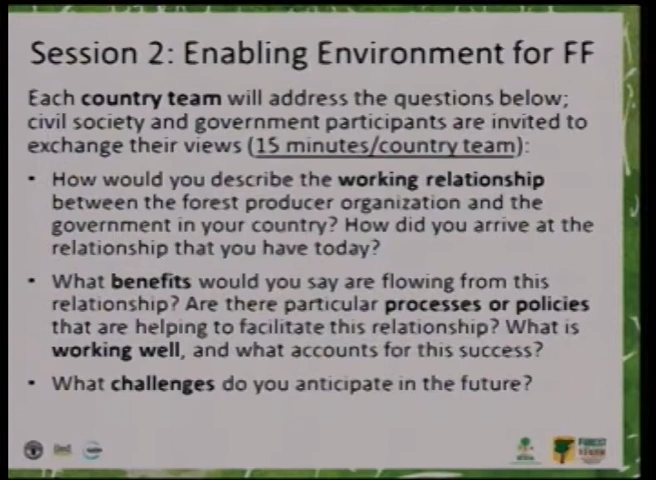 Session 2: Enabling Environment for FF
Each country team will address the questions below;
civil society and government participants are invited to
exchange their views (15 minutes/country team):
• How would you describe the working relationship
between the forest producer organization and the
government in your country? How did you arrive at the
relationship that you have today?
• What benefits would you say are flowing from this
relationship? Are there particular processes or policies
that are helping to facilitate this relationship? What is
working well, and what accounts for this success?
• What challenges do you anticipate in the future?
FOREST